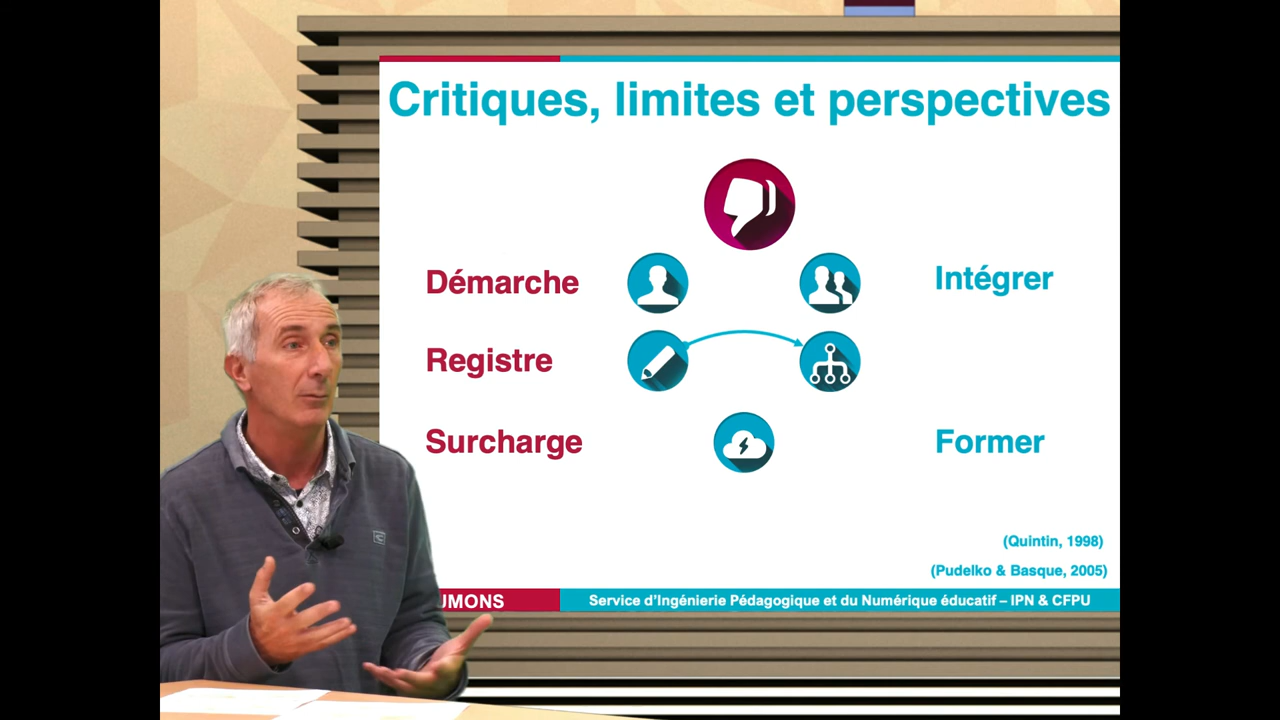 Critiques, limites et perspectives
Démarche
Intégrer
Registre
Surcharge
Former
(Quintin, 1998)
(Pudelko & Basque, 2005)
UMONS
Service d'Ingénierie Pédagogique et du Numérique éducatif – IPN & CFPU